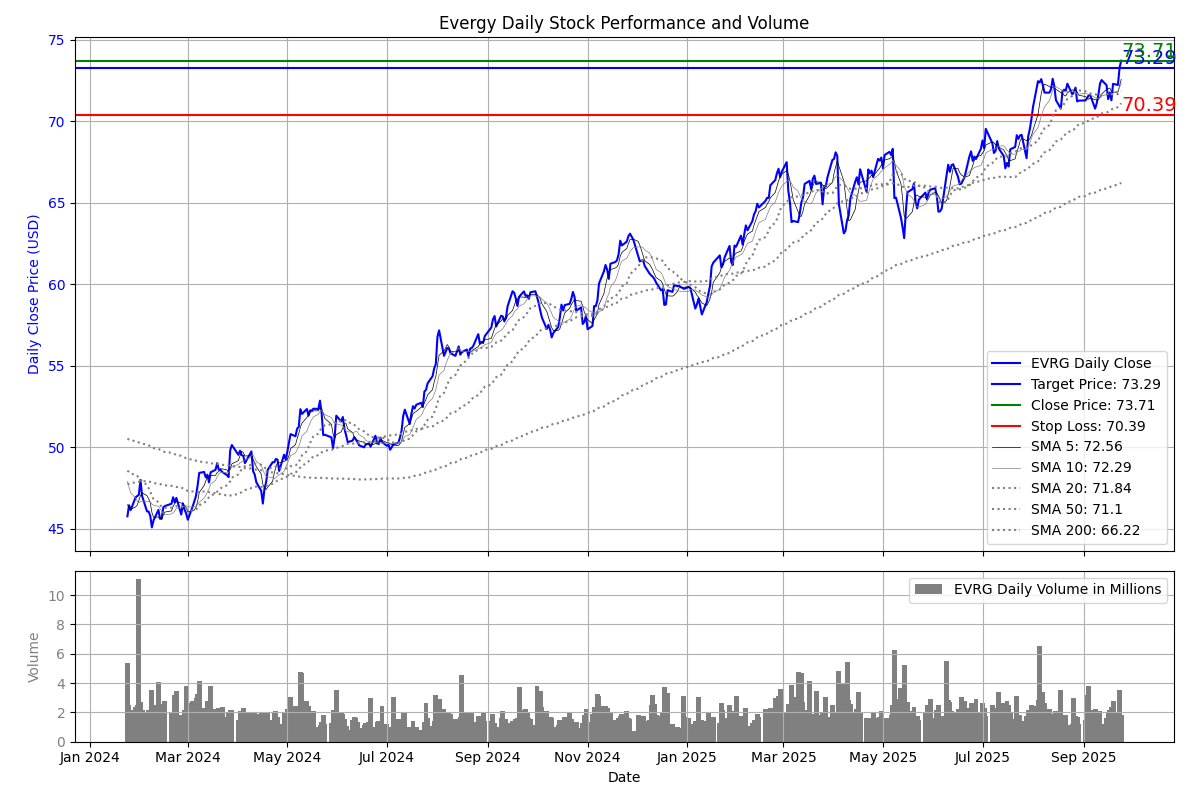 Evergy Daily Stock Performance and Volume
75
70
65
60
55
50
45
Daily Close Price (USD)
73.71
73.29
70.39
EVRG Daily Close
Target Price: 73.29
Close Price: 73.71
Stop Loss: 70.39
SMA 5: 72.56
SMA 10: 72.29
SMA 20: 71.84
SMA 50: 71.1
SMA 200: 66.22
EVRG Daily Volume in Millions
10
8
6
4
2
0
Volume
Jan 2024 Mar 2024 May 2024 Jul 2024 Sep 2024 Nov 2024 Jan 2025 Mar 2025 May 2025 Jul 2025 Sep 2025
Date